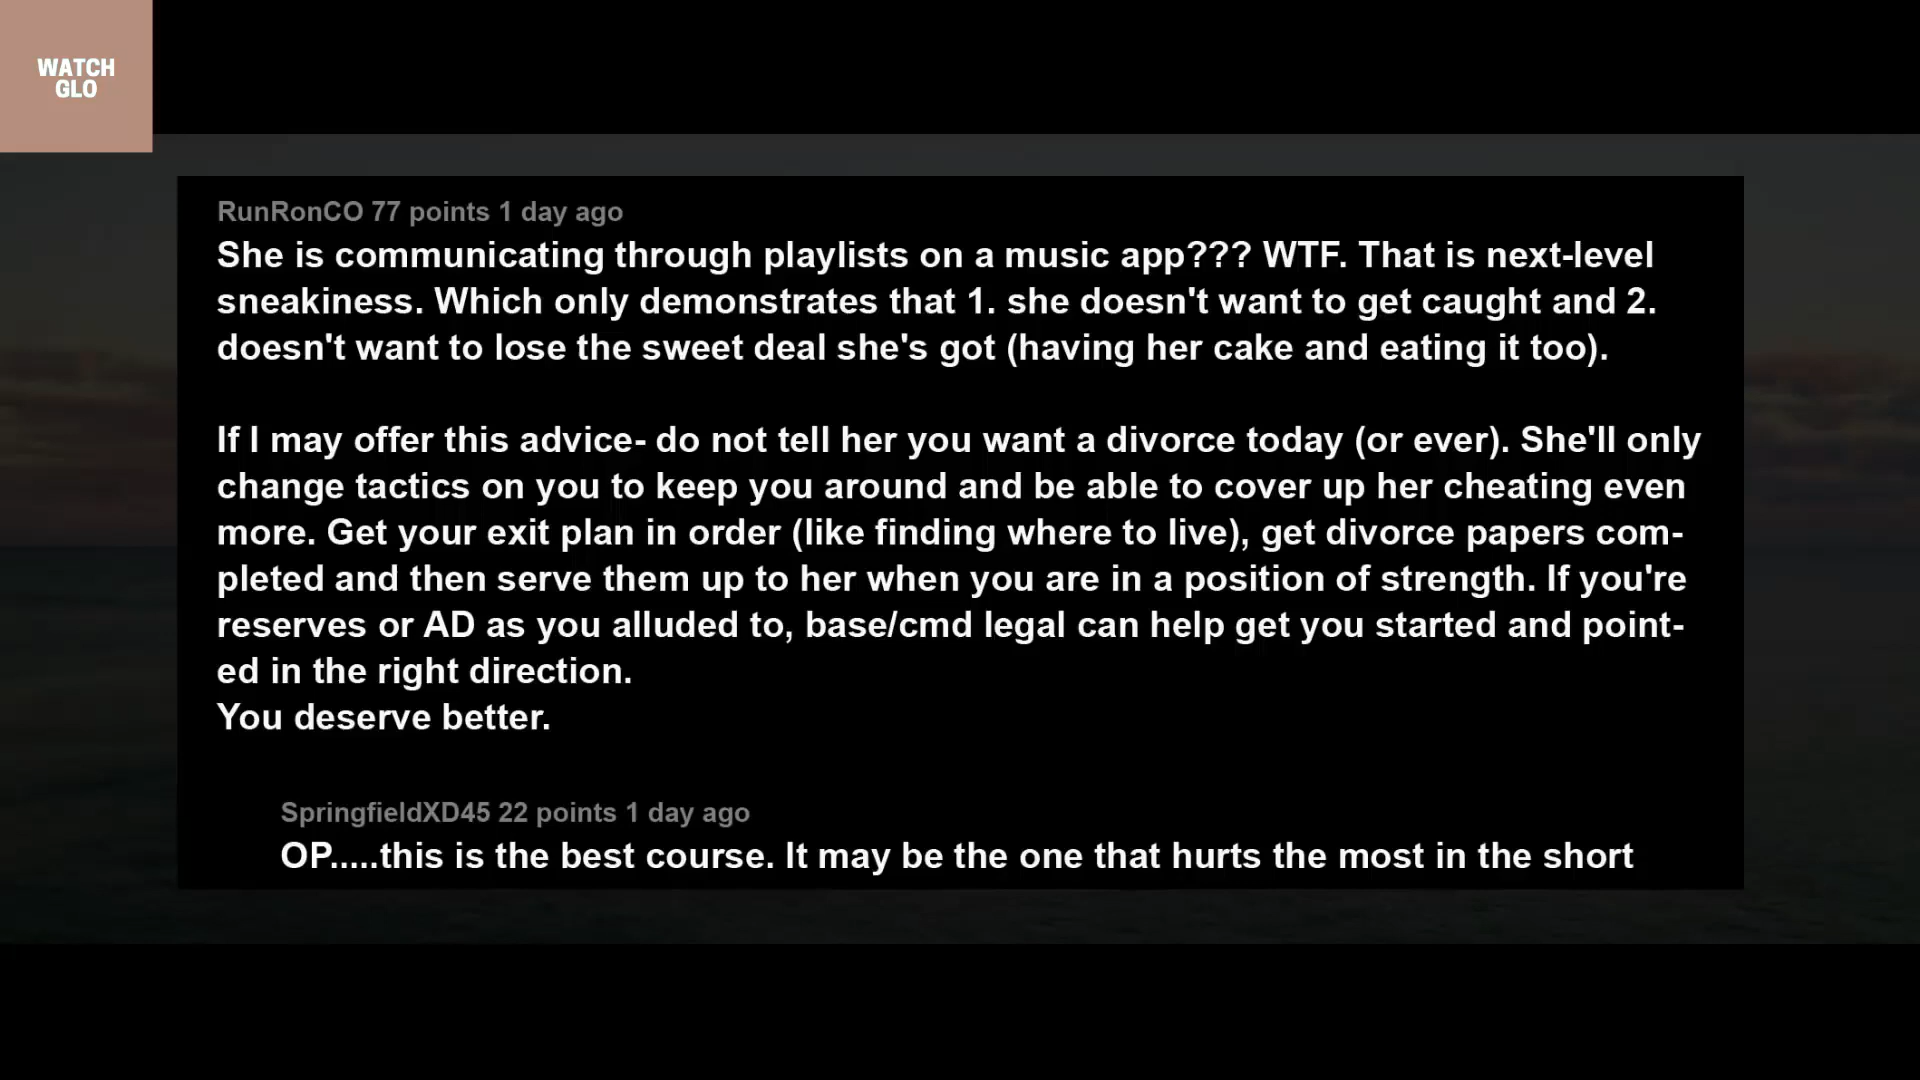 WATCH
GLO
RunRonCO 77 points 1 day ago
She is communicating through playlists on a music app??? WTF. That is next-level
sneakiness. Which only demonstrates that 1. she doesn't want to get caught and 2.
doesn't want to lose the sweet deal she's got (having her cake and eating it too).
If I may offer this advice- do not tell her you want a divorce today (or ever). She'll only
change tactics on you to keep you around and be able to cover up her cheating even
more. Get your exit plan in order (like finding where to live), get divorce papers com-
pleted and then serve them up to her when you are in a position of strength. If you're
reserves or AD as you alluded to, base/cmd legal can help get you started and point-
ed in the right direction.
You deserve better.
SpringfieldXD45 22 points 1 day ago
OP.....this is the best course. It may be the one that hurts the most in the short